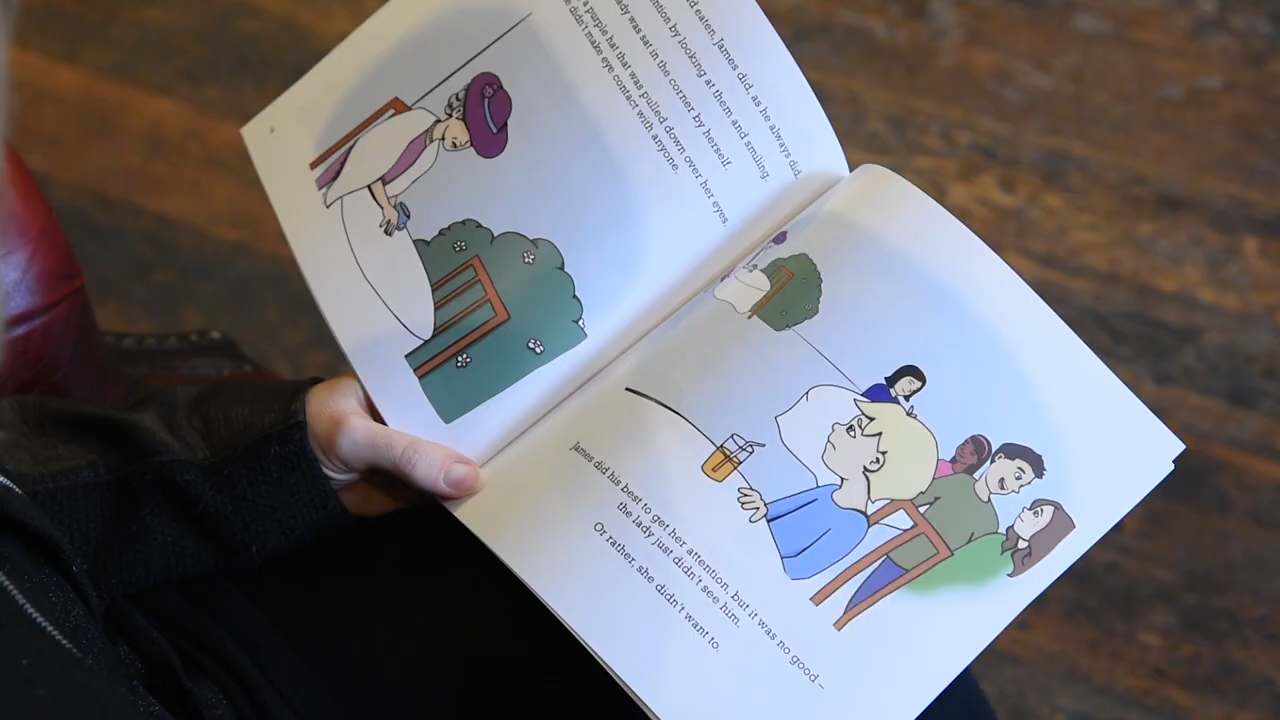 d eaten, James did, as he always did,
ntion by looking at them and smiling.
ady was sat in the corner by herself.
a purple hat that was pulled down over her eyes.
e didn't make eye contact with anyone.
James did his best to get her attention, but it was no good –
the lady just didn't see him.
Or rather, she didn't want to.